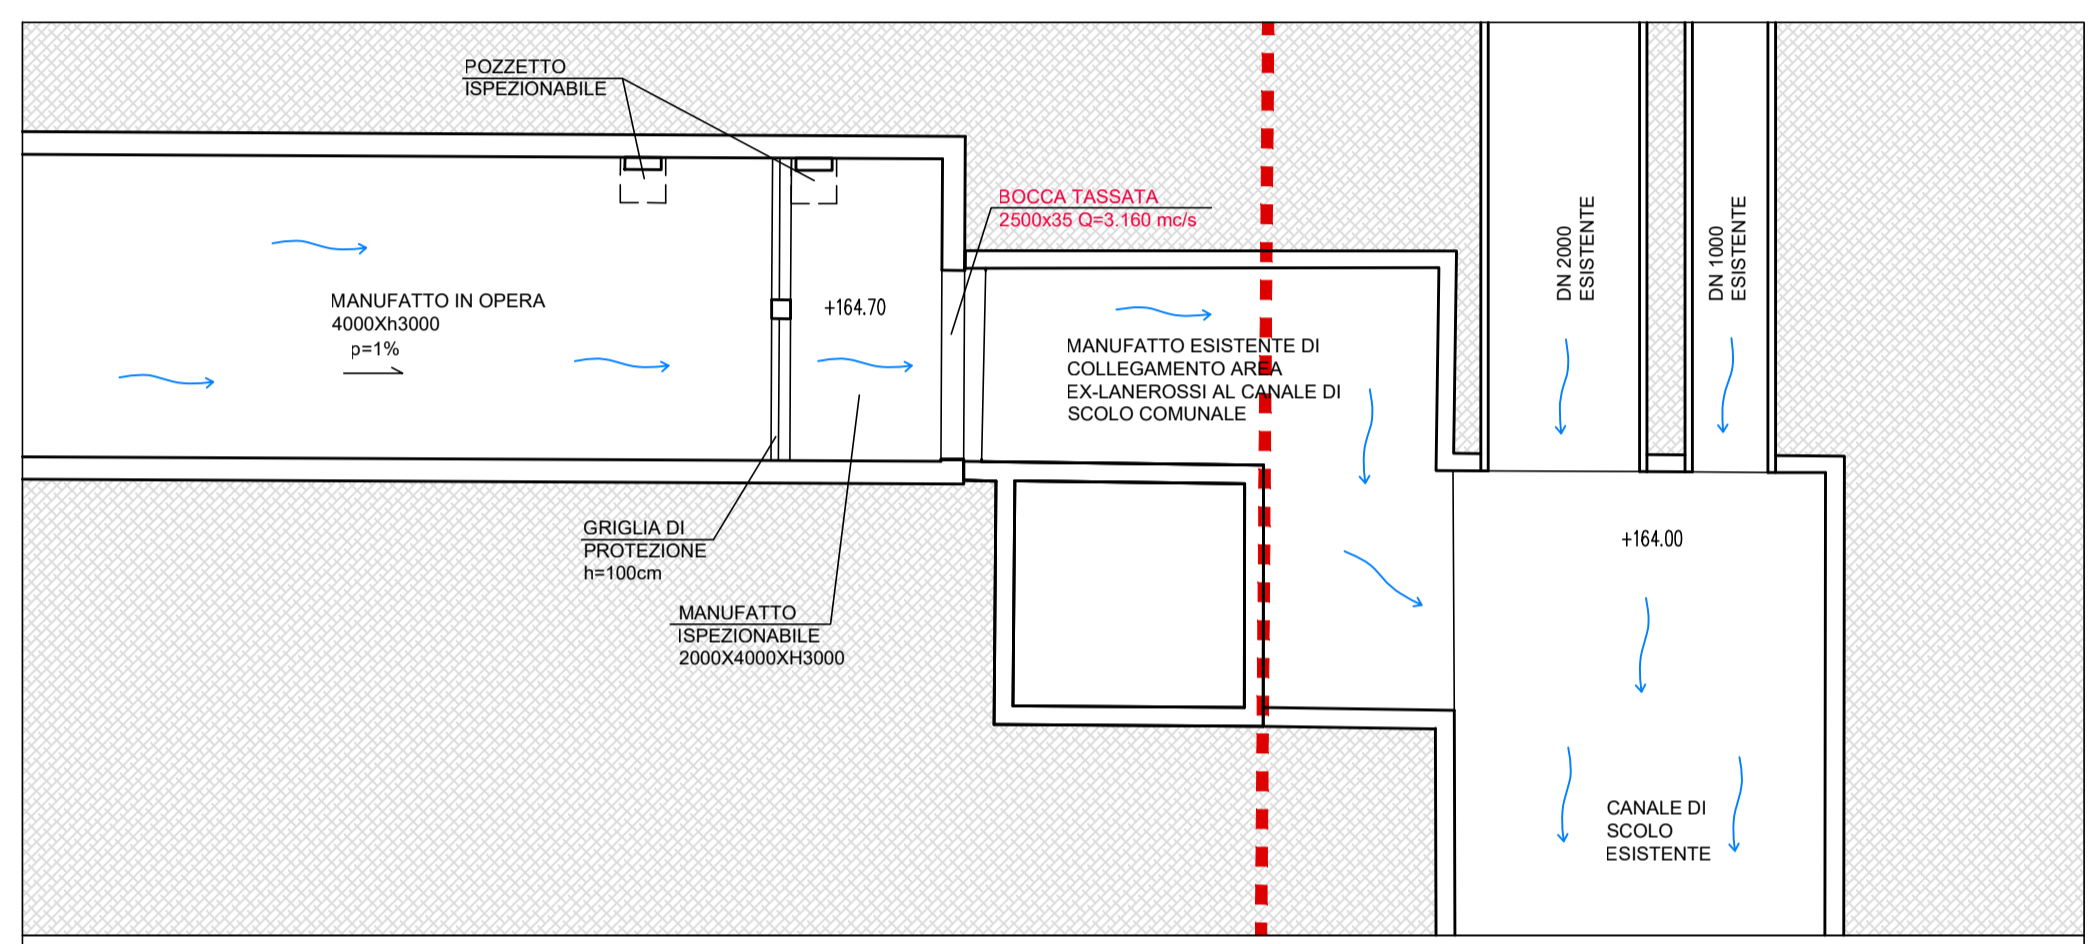 POZZETTO
ISPEZIONABILE
BOCCA TASSATA
2500x35 Q=3.160 mc/s
MANUFATTO IN OPERA
4000Xh3000
p=1%
+164.70
MANUFATTO ESISTENTE DI
COLLEGAMENTO AREA
EX-LANEROSSI AL CANALE DI
SCOLO COMUNALE
DN 2000
ESISTENTE
DN 1000
ESISTENTE
GRIGLIA DI
PROTEZIONE
h=100cm
MANUFATTO
ISPEZIONABILE
2000X4000XH3000
+164.00
CANALE DI
SCOLO
ESISTENTE